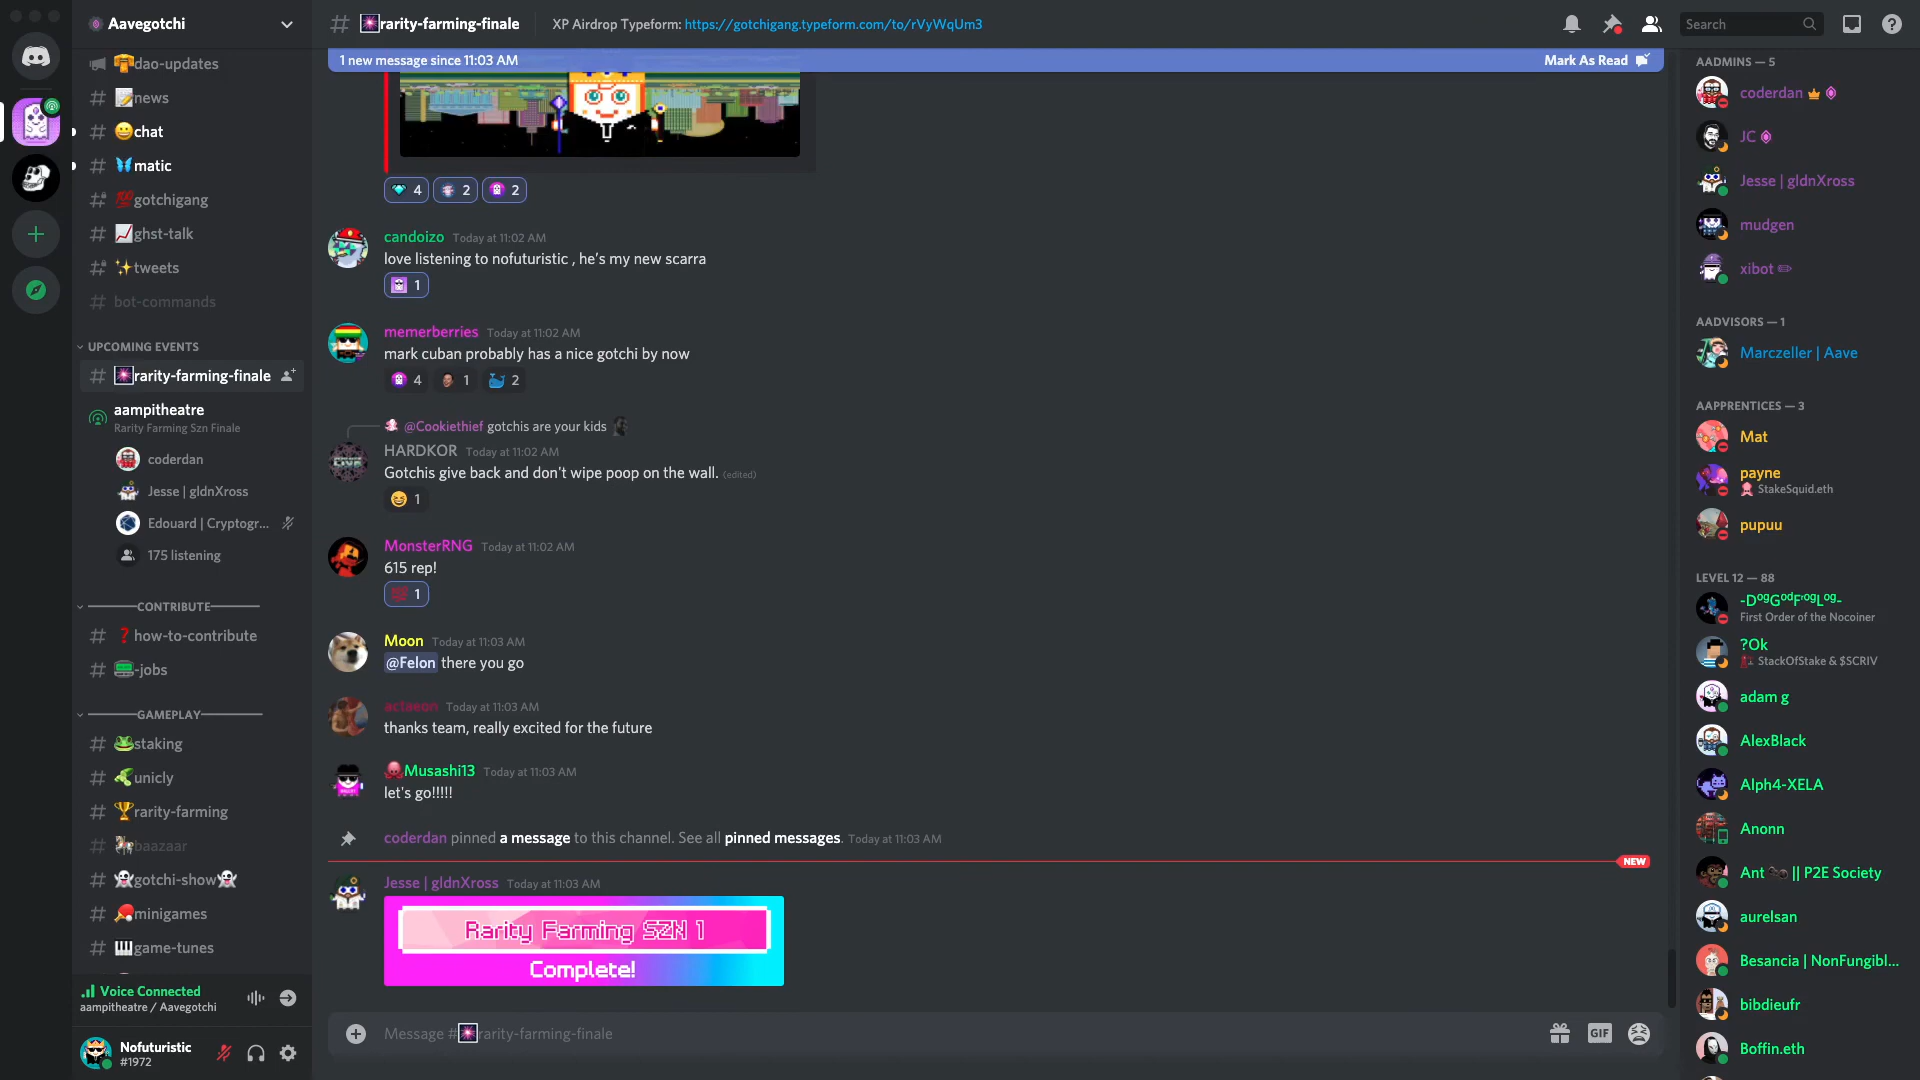 Aavegotchi
dao-updates
news
chat
matic
gotchigang
ghst-talk
tweets
bot-commands
UPCOMING EVENTS
rarity-farming-finale
aampitheatre
Rarity Farming Szn Finale
coderdan
Jesse | gldnXross
Edouard | Cryptogr...
175 listening
CONTRIBUTE
how-to-contribute
-jobs
GAMEPLAY
staking
unicly
rarity-farming
baazaar
gotchi-show
minigames
game-tunes
Voice Connected
aampitheatre / Aavegotchi
Nofuturistic
#1972
rarity-farming-finale
XP Airdrop Typeform: https://gotchigang.typeform.com/to/rVyWqUm3
Search
1 new message since 11:03 AM
Mark As Read
4 2 2
candoizo Today at 11:02 AM
love listening to nofuturistic , he's my new scarra
1
memerberries Today at 11:02 AM
mark cuban probably has a nice gotchi by now
4 1 2
@Cookiethief gotchis are your kids
HARDKOR Today at 11:02 AM
Gotchis give back and don't wipe poop on the wall. (edited)
1
MonsterRNG Today at 11:02 AM
615 rep!
1
Moon Today at 11:03 AM
@Felon there you go
actaeon Today at 11:03 AM
thanks team, really excited for the future
Musashi13 Today at 11:03 AM
let's go!!!!!
coderdan pinned a message to this channel. See all pinned messages. Today at 11:03 AM
NEW
Jesse | gldnXross Today at 11:03 AM
Rarity Farming SZN 1
Complete!
Message #rarity-farming-finale
GIF
AADMINS — 5
coderdan
JC
Jesse | gldnXross
mudgen
xibot
AADVISORS — 1
Marczeller | Aave
AAPRENTICES — 3
Mat
payne
StakeSquid.eth
pupuu
LEVEL 12 — 88
-DᵒᵍGᵒᵈFʳᵒᵍLᵒᵍ-
First Order of the Nocoiner
?Ok
StackOfStake & $SCRIV
adam g
AlexBlack
Alph4-XELA
Anonn
Ant || P2E Society
aurelsan
Besancia | NonFungibl...
bibdieufr
Boffin.eth